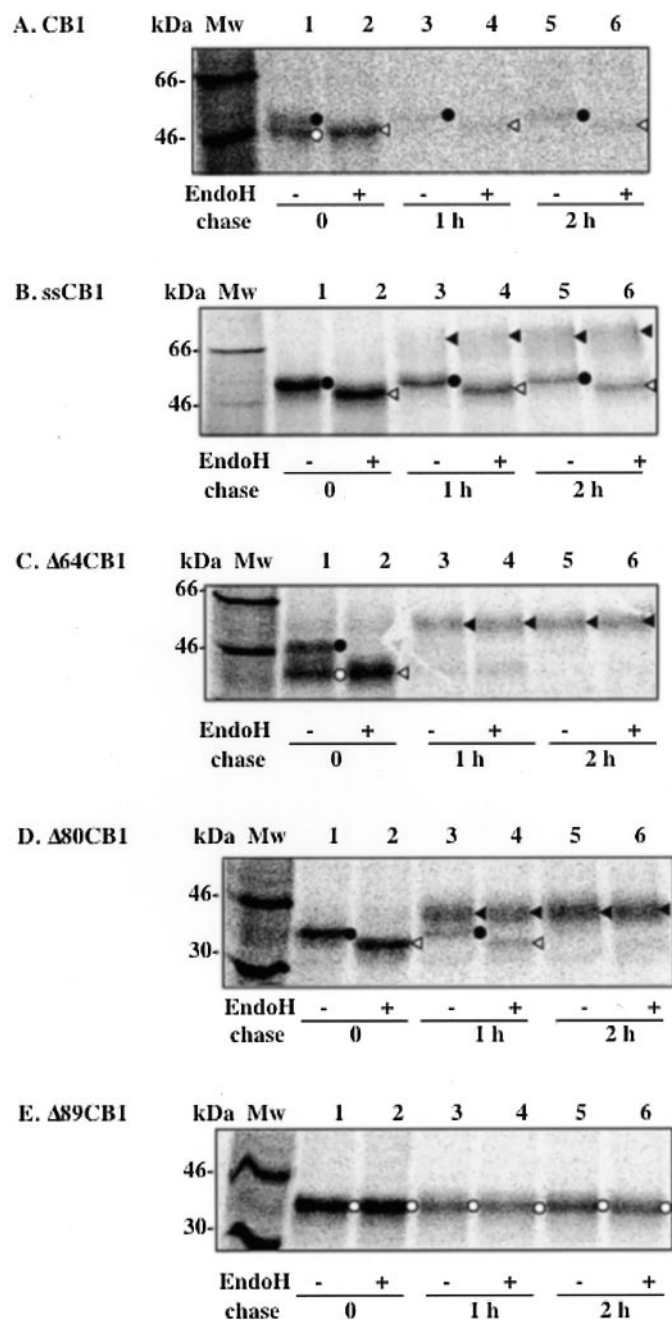 A. CB1 kDa Mw 1 2 3 4 5 6
66-
46-
EndoH - + - + - +
chase 0 1 h 2 h
B. ssCB1 kDa Mw 1 2 3 4 5 6
66-
46-
EndoH - + - + - +
chase 0 1 h 2 h
C. Δ64CB1 kDa Mw 1 2 3 4 5 6
66-
46-
EndoH - + - + - +
chase 0 1 h 2 h
D. Δ80CB1 kDa Mw 1 2 3 4 5 6
46-
30-
EndoH - + - + - +
chase 0 1 h 2 h
E. Δ89CB1 kDa Mw 1 2 3 4 5 6
46-
30-
EndoH - + - + - +
chase 0 1 h 2 h